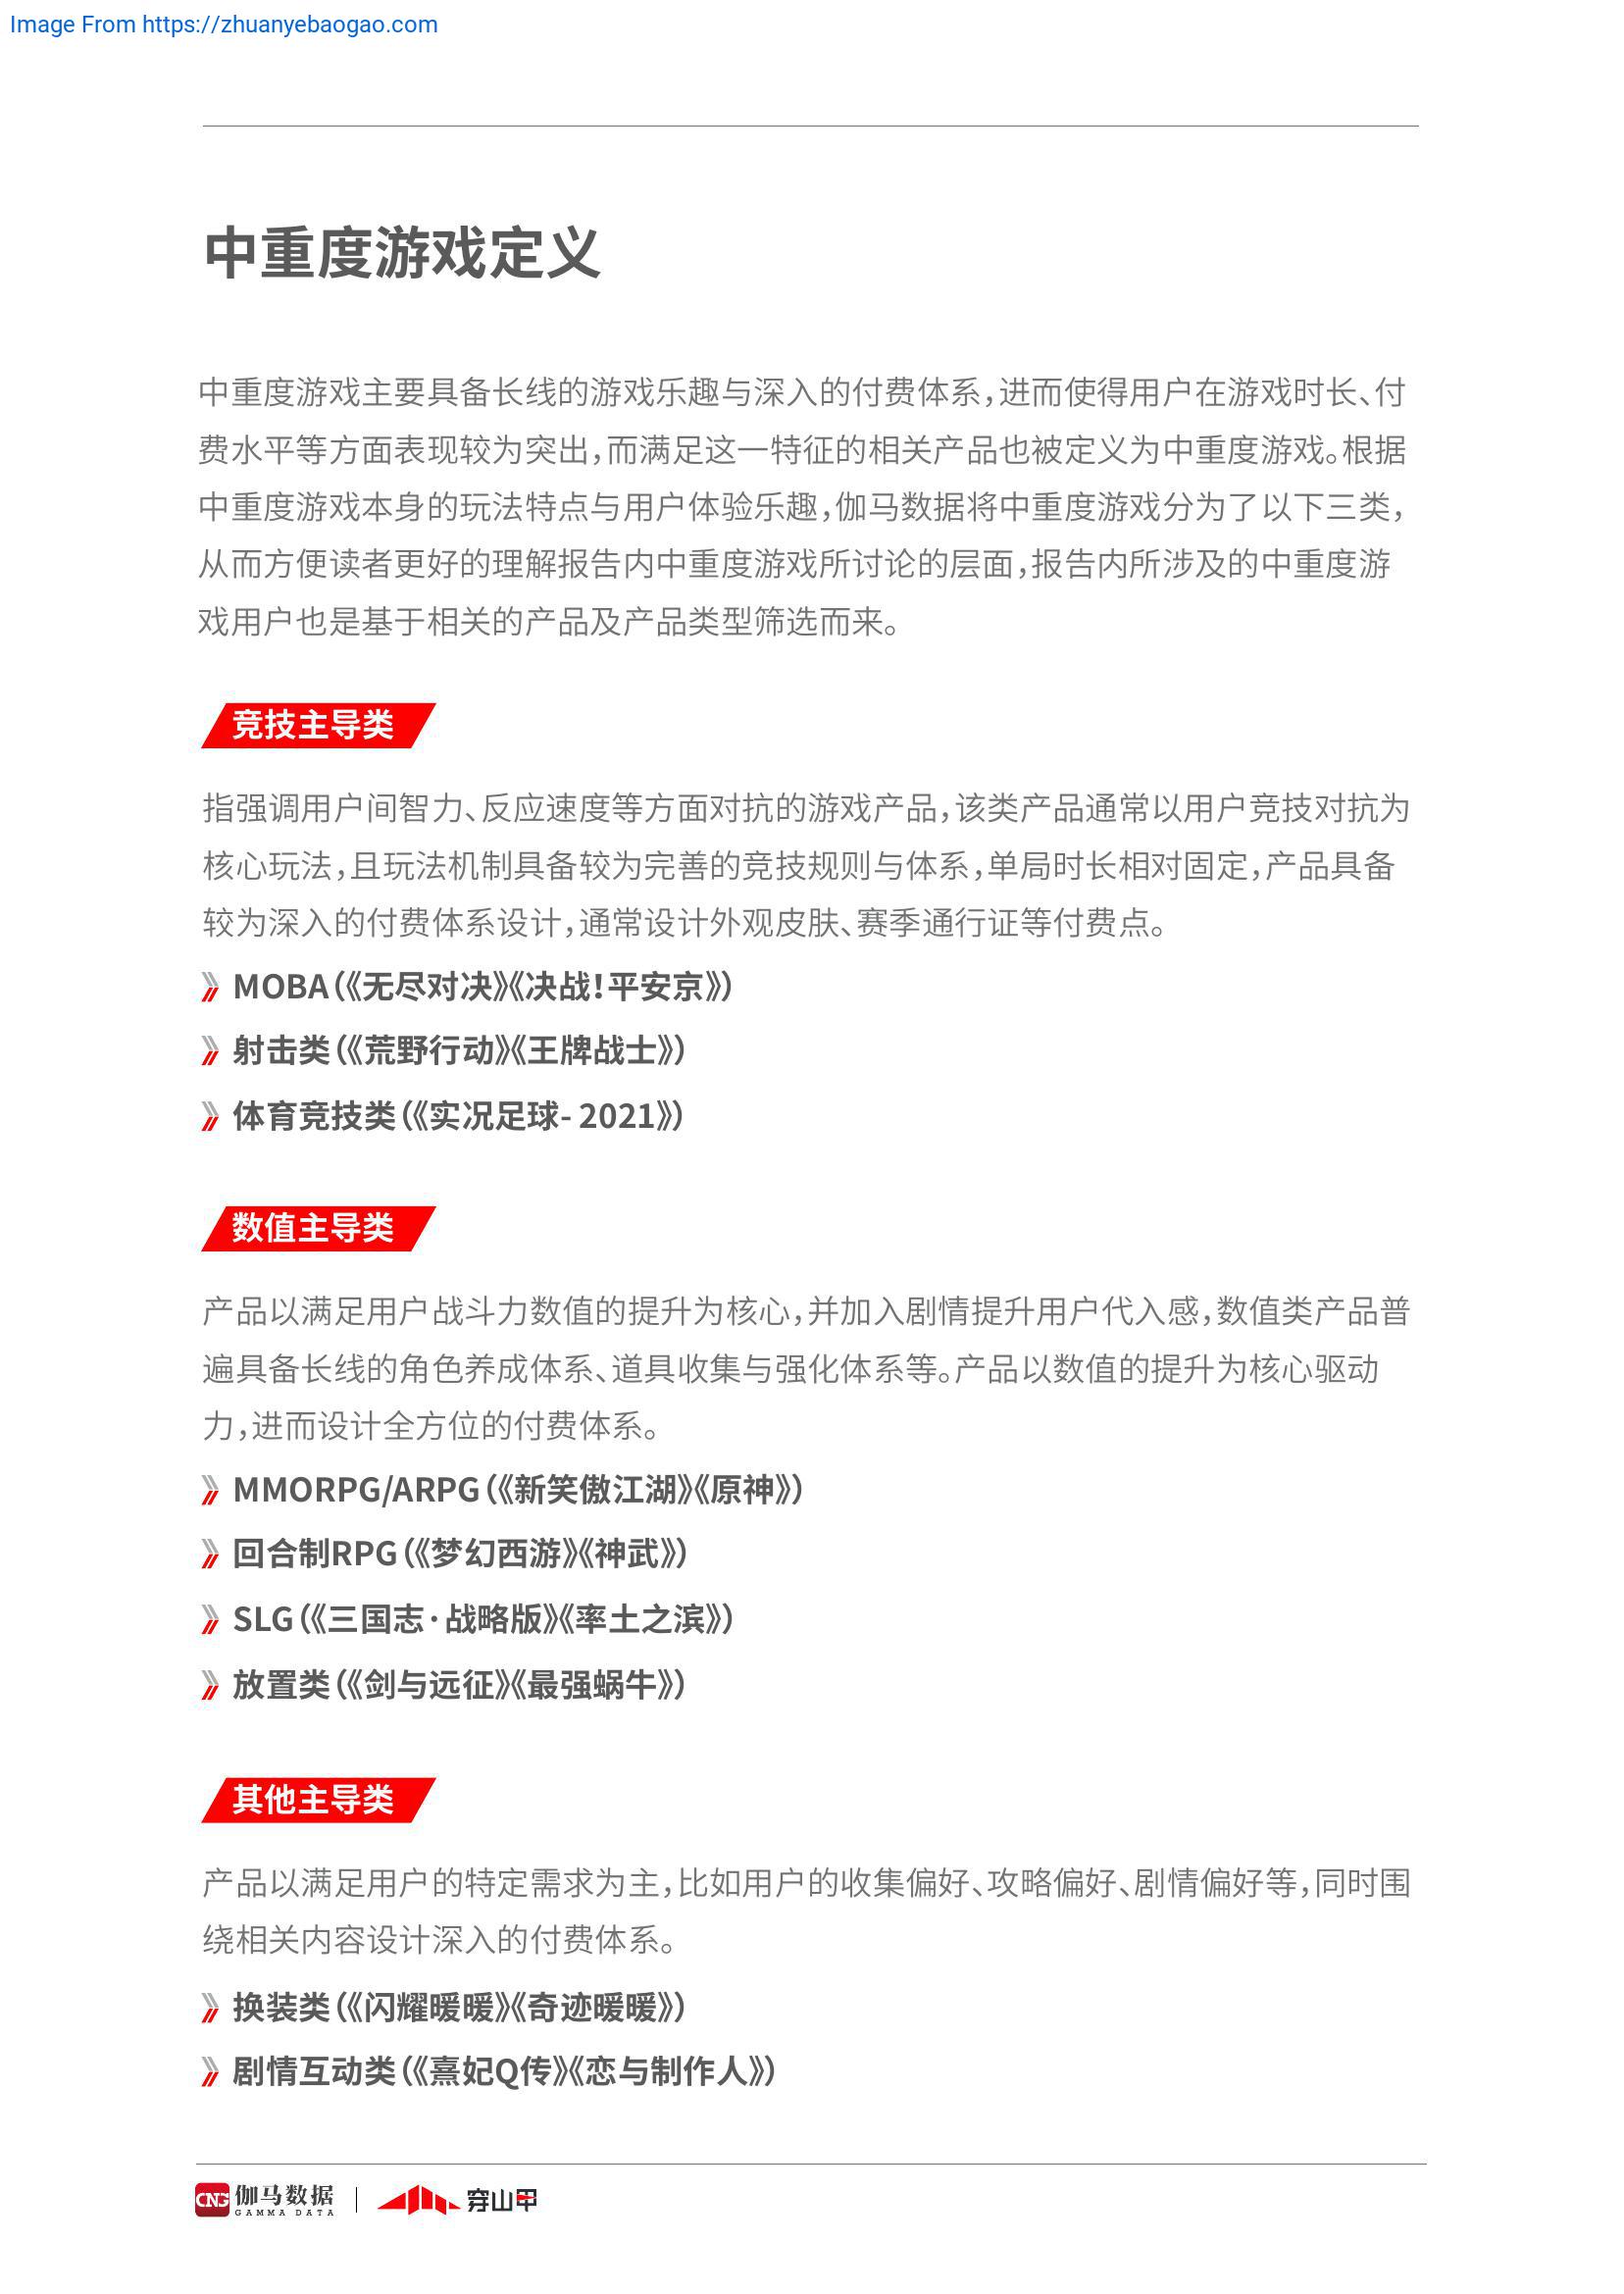 Image From https://zhuanyebaogao.com
中重度游戏定义
中重度游戏主要具备长线的游戏乐趣与深入的付费体系，进而使得用户在游戏时长、付
费水平等方面表现较为突出，而满足这一特征的相关产品也被定义为中重度游戏。根据
中重度游戏本身的玩法特点与用户体验乐趣，伽马数据将中重度游戏分为了以下三类，
从而方便读者更好的理解报告内中重度游戏所讨论的层面，报告内所涉及的中重度游
戏用户也是基于相关的产品及产品类型筛选而来。
竞技主导类
指强调用户间智力、反应速度等方面对抗的游戏产品，该类产品通常以用户竞技对抗为
核心玩法，且玩法机制具备较为完善的竞技规则与体系，单局时长相对固定，产品具备
较为深入的付费体系设计，通常设计外观皮肤、赛季通行证等付费点。
MOBA（《无尽对决》《决战！平安京》）
射击类（《荒野行动》《王牌战士》）
体育竞技类（《实况足球- 2021》）
数值主导类
产品以满足用户战斗力数值的提升为核心，并加入剧情提升用户代入感，数值类产品普
遍具备长线的角色养成体系、道具收集与强化体系等。产品以数值的提升为核心驱动
力，进而设计全方位的付费体系。
MMORPG/ARPG（《新笑傲江湖》《原神》）
回合制RPG（《梦幻西游》《神武》）
SLG（《三国志·战略版》《率土之滨》）
放置类（《剑与远征》《最强蜗牛》）
其他主导类
产品以满足用户的特定需求为主，比如用户的收集偏好、攻略偏好、剧情偏好等，同时围
绕相关内容设计深入的付费体系。
换装类（《闪耀暖暖》《奇迹暖暖》）
剧情互动类（《熹妃Q传》《恋与制作人》）
CNG 伽马数据 穿山甲
GAMMA DATA